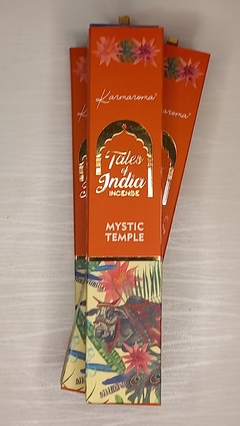 Karmaroma
Tales
of
India
INCENSE
MYSTIC
TEMPLE